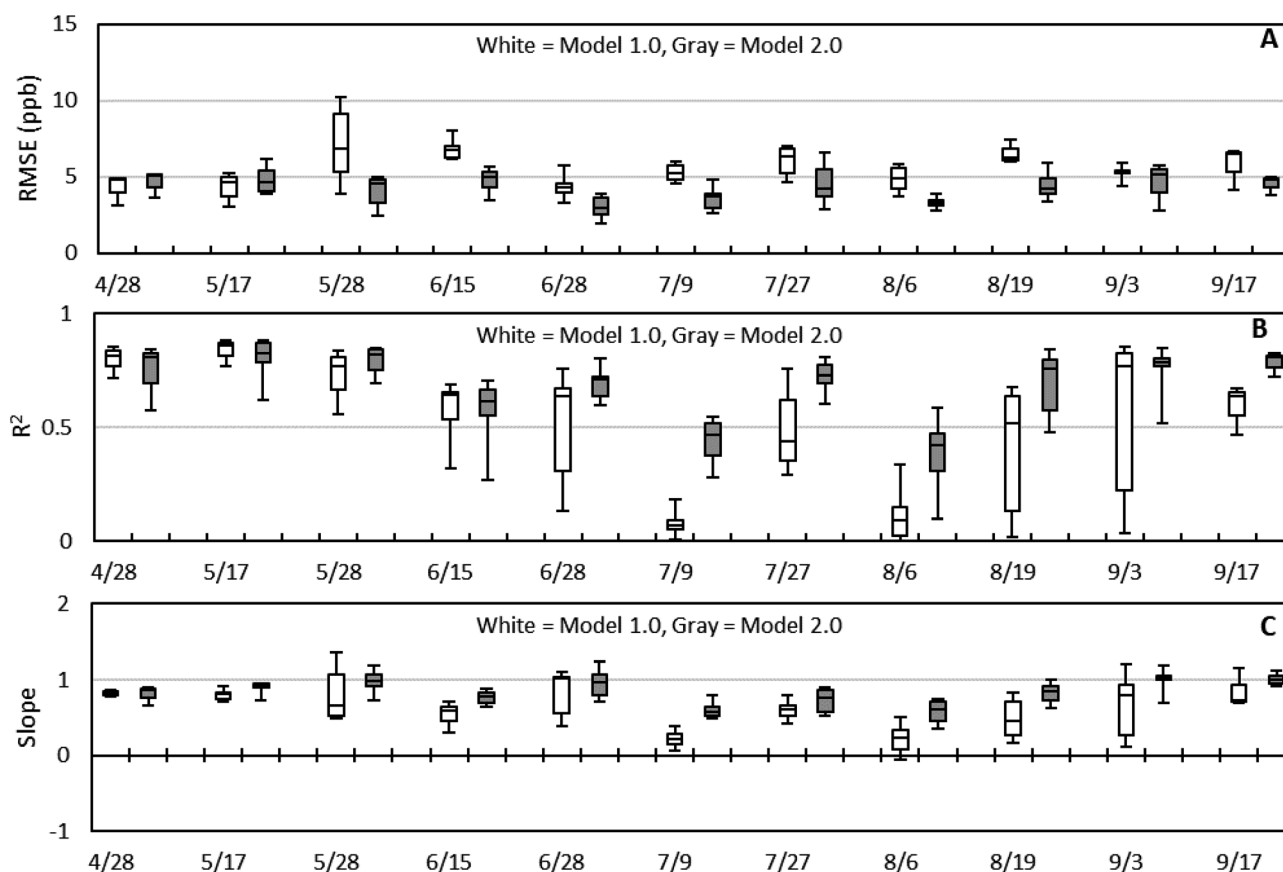 15
White = Model 1.0, Gray = Model 2.0
A
10
RMSE (ppb)
5
0
4/28 5/17 5/28 6/15 6/28 7/9 7/27 8/6 8/19 9/3 9/17
1
White = Model 1.0, Gray = Model 2.0
B
R²
0.5
0
4/28 5/17 5/28 6/15 6/28 7/9 7/27 8/6 8/19 9/3 9/17
2
White = Model 1.0, Gray = Model 2.0
C
1
Slope
0
-1
4/28 5/17 5/28 6/15 6/28 7/9 7/27 8/6 8/19 9/3 9/17